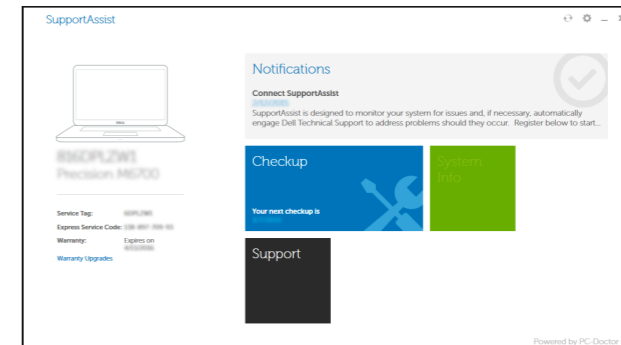 SupportAssist
Notifications
Connect SupportAssist
SupportAssist is designed to monitor your system for issues and, if necessary, automatically
engage Dell Technical Support to address problems should they occur. Register below to start...
Checkup
Your next checkup is
System
Info
Support
Precision M6700
Service Tag:
Express Service Code:
Warranty: Expires on
Warranty Upgrades
Powered by PC-Doctor